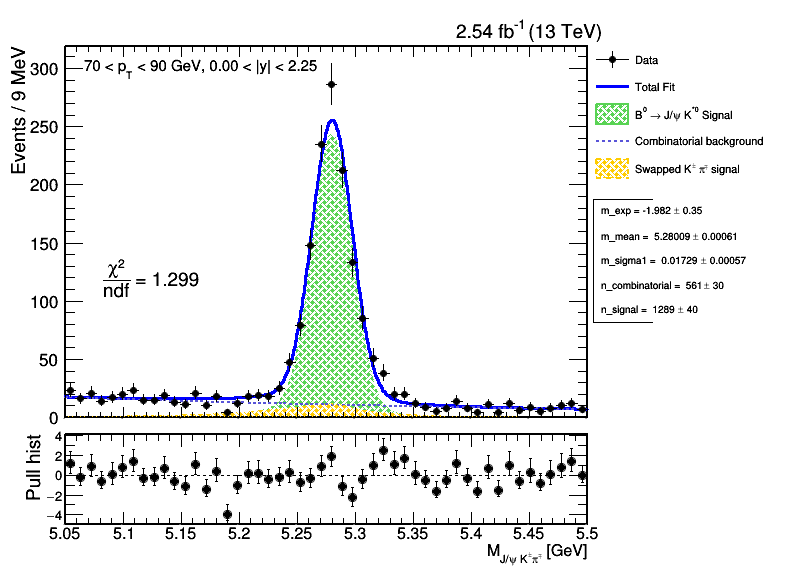 2.54 fb⁻¹ (13 TeV)
70 < p_T < 90 GeV, 0.00 < |y| < 2.25
Events / 9 MeV
300
250
200
150
100
50
0
χ²/ndf = 1.299
Data
Total Fit
B⁰ → J/ψ K*⁰ Signal
Combinatorial background
Swapped K± π∓ signal
m_exp = -1.982 ± 0.35
m_mean = 5.28009 ± 0.00061
m_sigma1 = 0.01729 ± 0.00057
n_combinatorial = 561 ± 30
n_signal = 1289 ± 40
Pull hist
4
2
0
−2
−4
5.05 5.1 5.15 5.2 5.25 5.3 5.35 5.4 5.45 5.5
M_J/ψ K± π∓ [GeV]